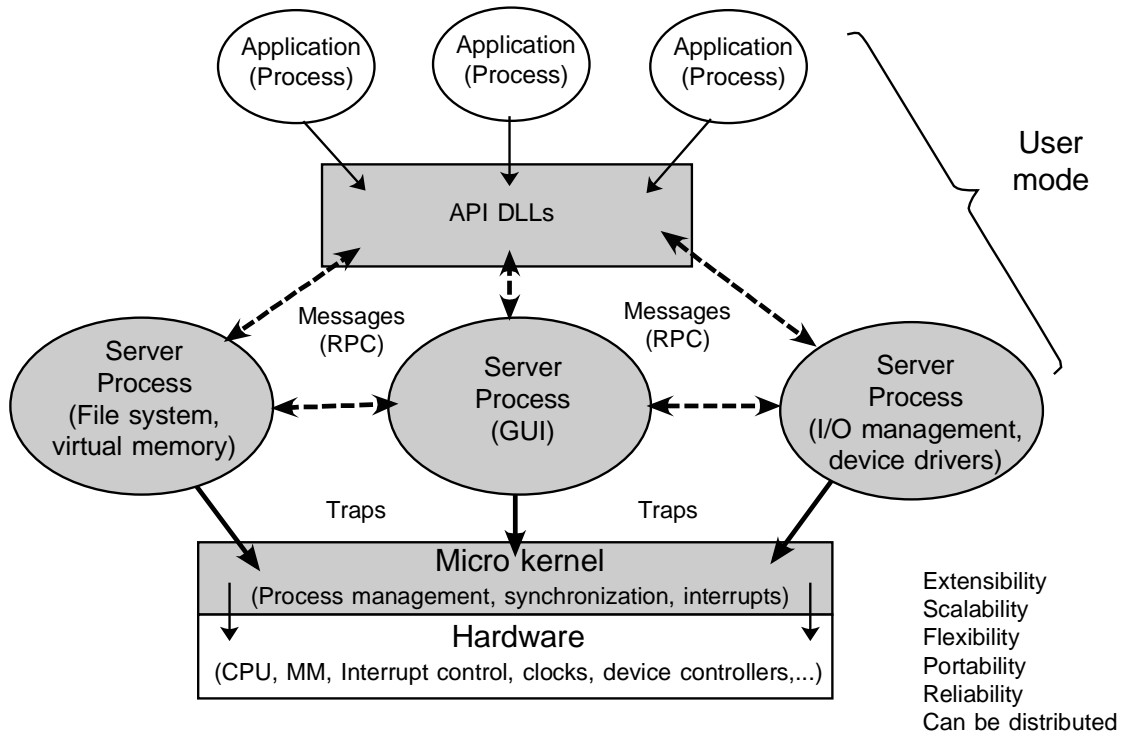 Application
(Process)
Application
(Process)
Application
(Process)
User
mode
API DLLs
Messages
(RPC)
Messages
(RPC)
Server
Process
(File system,
virtual memory)
Server
Process
(GUI)
Server
Process
(I/O management,
device drivers)
Traps
Traps
Micro kernel
(Process management, synchronization, interrupts)
Hardware
(CPU, MM, Interrupt control, clocks, device controllers,...)
Extensibility
Scalability
Flexibility
Portability
Reliability
Can be distributed